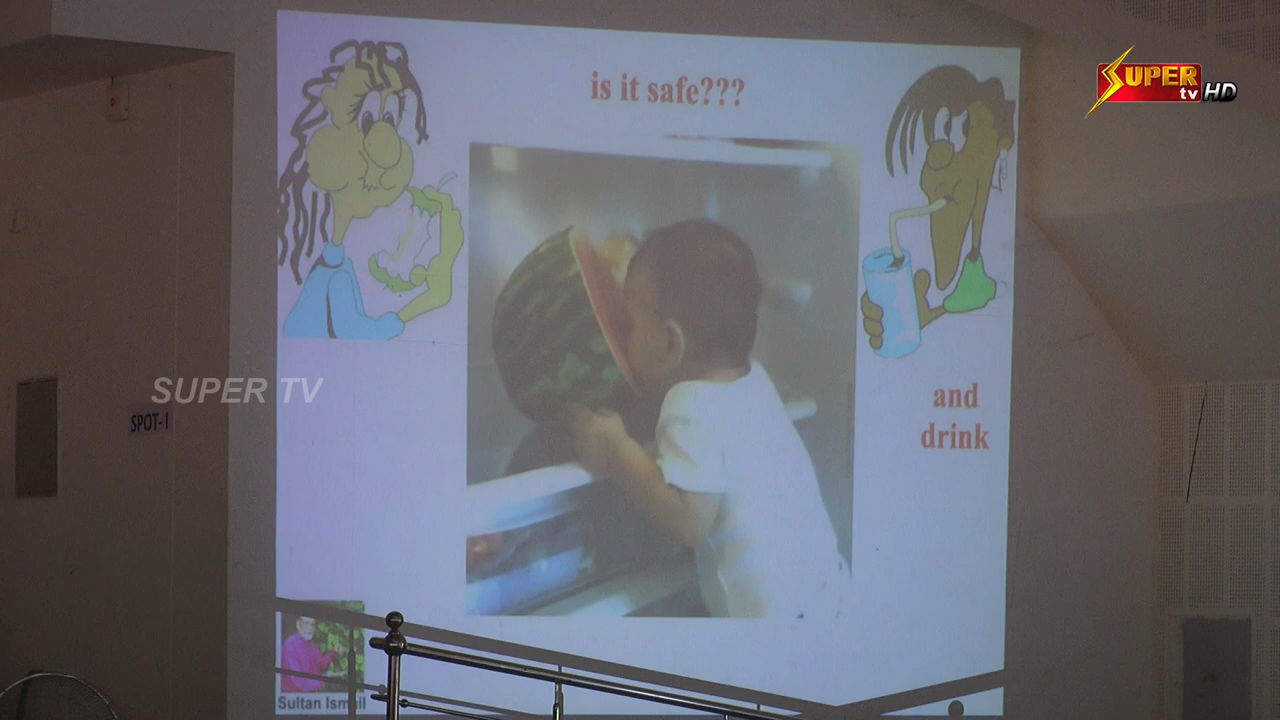 is it safe???
SUPER
tv HD
SUPER TV
SPOT-1
and
drink
Sultan Ismail